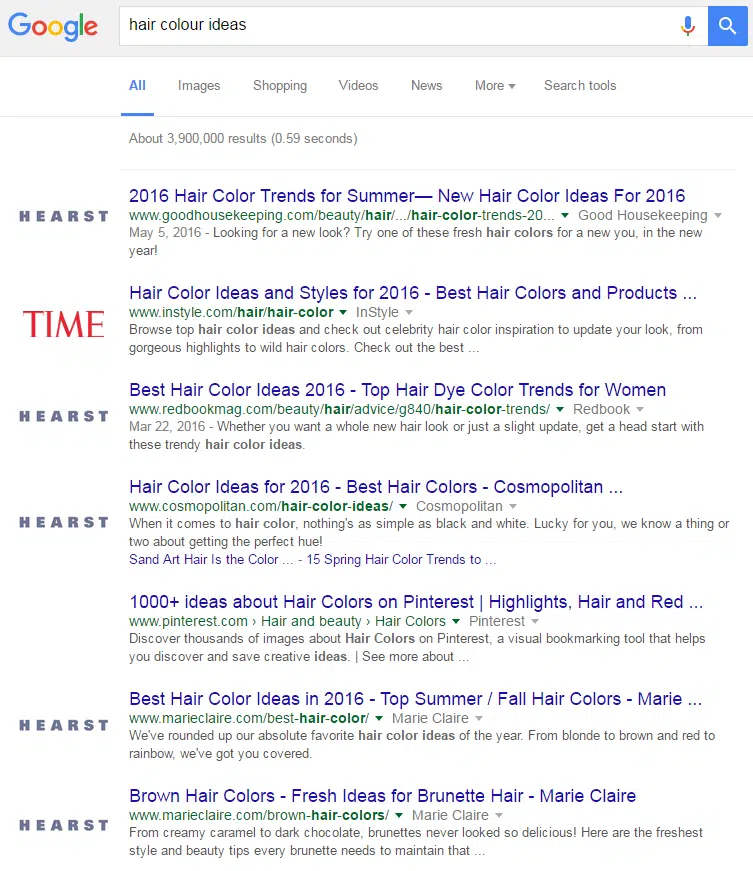 Google
hair colour ideas
All Images Shopping Videos News More Search tools
About 3,900,000 results (0.59 seconds)
2016 Hair Color Trends for Summer— New Hair Color Ideas For 2016
HEARST www.goodhousekeeping.com/beauty/hair/.../hair-color-trends-20... Good Housekeeping
May 5, 2016 - Looking for a new look? Try one of these fresh hair colors for a new you, in the new
year!
Hair Color Ideas and Styles for 2016 - Best Hair Colors and Products ...
TIME www.instyle.com/hair/hair-color InStyle
Browse top hair color ideas and check out celebrity hair color inspiration to update your look, from
gorgeous highlights to wild hair colors. Check out the best ...
Best Hair Color Ideas 2016 - Top Hair Dye Color Trends for Women
HEARST www.redbookmag.com/beauty/hair/advice/g840/hair-color-trends/ Redbook
Mar 22, 2016 - Whether you want a whole new hair look or just a slight update, get a head start with
these trendy hair color ideas.
Hair Color Ideas for 2016 - Best Hair Colors - Cosmopolitan ...
www.cosmopolitan.com/hair-color-ideas/ Cosmopolitan
HEARST When it comes to hair color, nothing's as simple as black and white. Lucky for you, we know a thing or
two about getting the perfect hue!
Sand Art Hair Is the Color ... - 15 Spring Hair Color Trends to ...
1000+ ideas about Hair Colors on Pinterest | Highlights, Hair and Red ...
www.pinterest.com › Hair and beauty › Hair Colors Pinterest
Discover thousands of images about Hair Colors on Pinterest, a visual bookmarking tool that helps
you discover and save creative ideas. | See more about ...
Best Hair Color Ideas in 2016 - Top Summer / Fall Hair Colors - Marie ...
HEARST www.marieclaire.com/best-hair-color/ Marie Claire
We've rounded up our absolute favorite hair color ideas of the year. From blonde to brown and red to
rainbow, we've got you covered.
Brown Hair Colors - Fresh Ideas for Brunette Hair - Marie Claire
HEARST www.marieclaire.com/brown-hair-colors/ Marie Claire
From creamy caramel to dark chocolate, brunettes never looked so delicious! Here are the freshest
style and beauty tips every brunette needs to maintain that ...